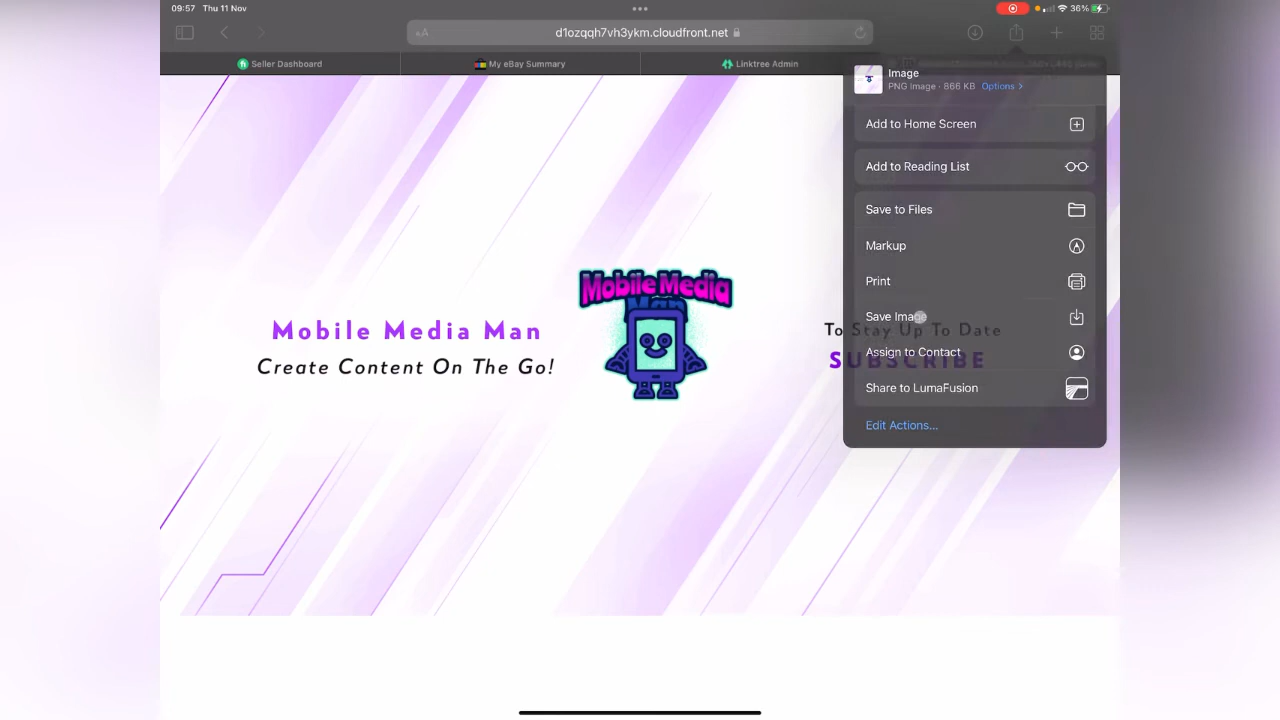 09:57 Thu 11 Nov
36%
AA
d1ozqqh7vh3ykm.cloudfront.net
Seller Dashboard
My eBay Summary
Linktree Admin
Image
PNG Image · 866 KB Options >
Add to Home Screen
Add to Reading List
Save to Files
Markup
Print
Save Image
Assign to Contact
Share to LumaFusion
Edit Actions...
Mobile Media Man
Create Content On The Go!
Mobile Media
Man
To Stay Up To Date
SUBSCRIBE